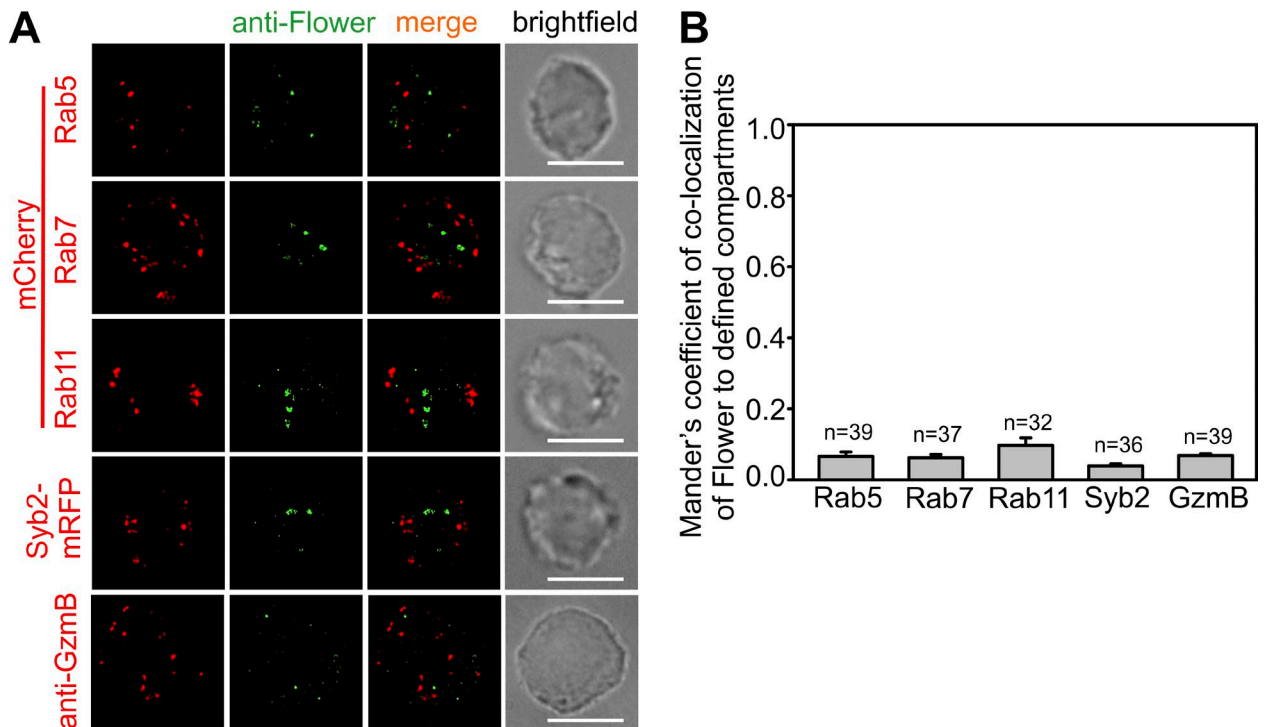 A
anti-Flower merge brightfield
mCherry
Rab5
Rab7
Rab11
Syb2-
mRFP
anti-GzmB
B
Mander's coefficient of co-localization
of Flower to defined compartments
1.0
0.8
0.6
0.4
0.2
0.0
n=39 n=37 n=32 n=36 n=39
Rab5 Rab7 Rab11 Syb2 GzmB